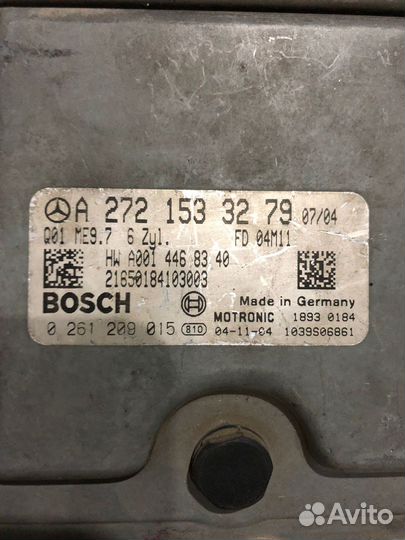 A 272 153 32 79 07/04
Q01 ME9.7 6 Zyl. FD 04M11
HW A001 446 83 40
21650184103003
BOSCH
Made in Germany
MOTRONIC 1893 0184
0 261 209 015 810 04-11-04 1039S06861
Avito